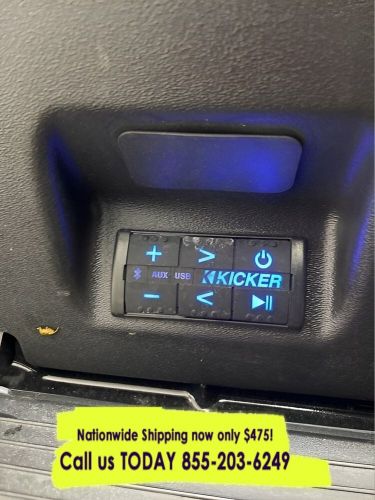 + >
AUX USB KICKER
− <
Nationwide Shipping now only $475!
Call us TODAY 855-203-6249